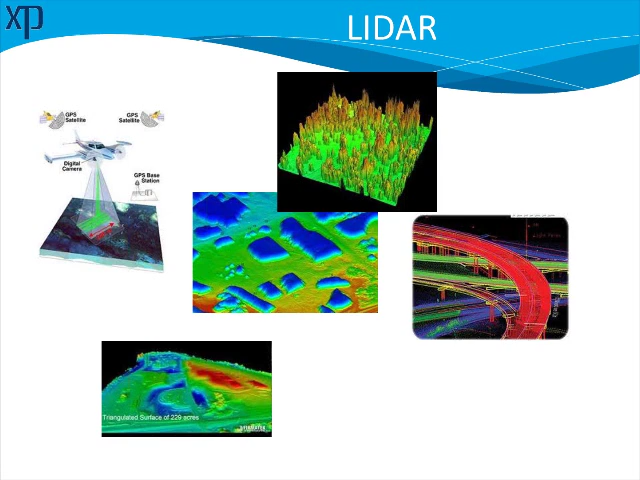 XP
LIDAR
GPS
Satellite
GPS
Satellite
Digital
Camera
GPS Base
Station
Triangulated Surface of 229 acres